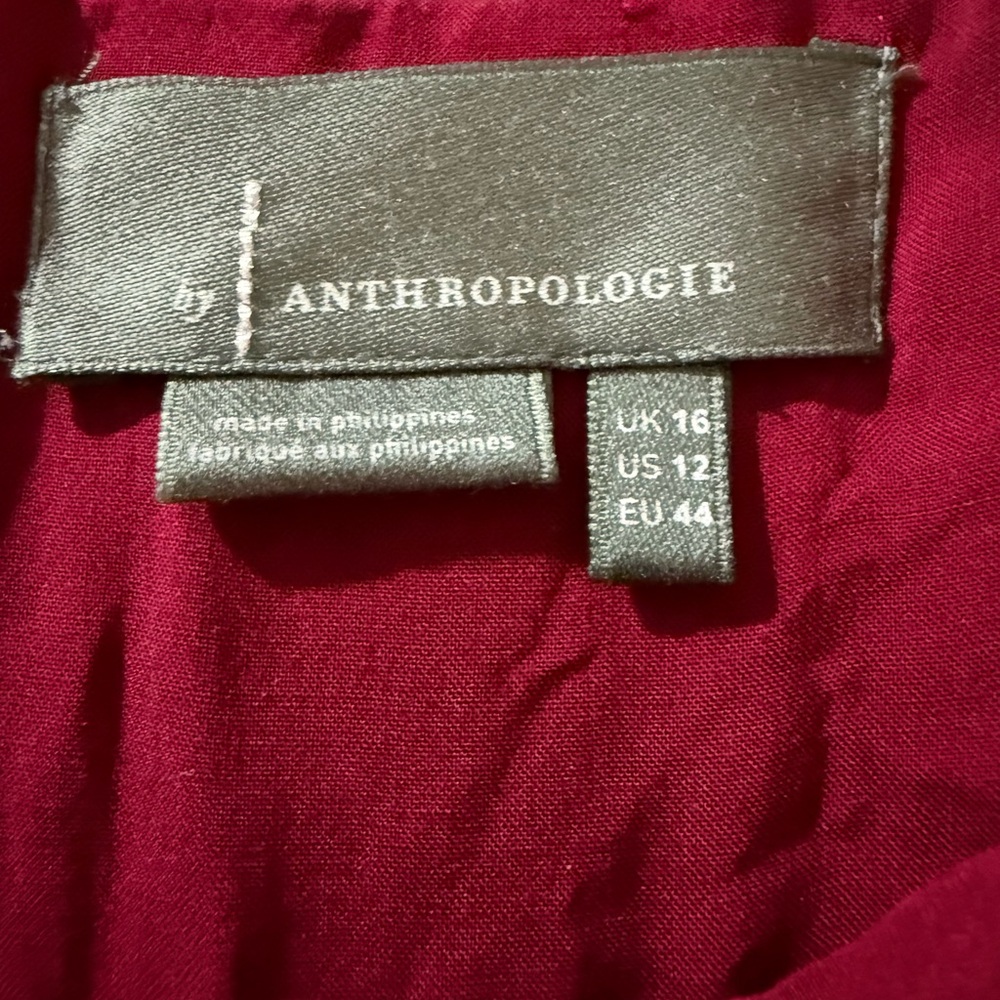 by | ANTHROPOLOGIE
made in philippines
fabriqué aux philippines
UK 16
US 12
EU 44